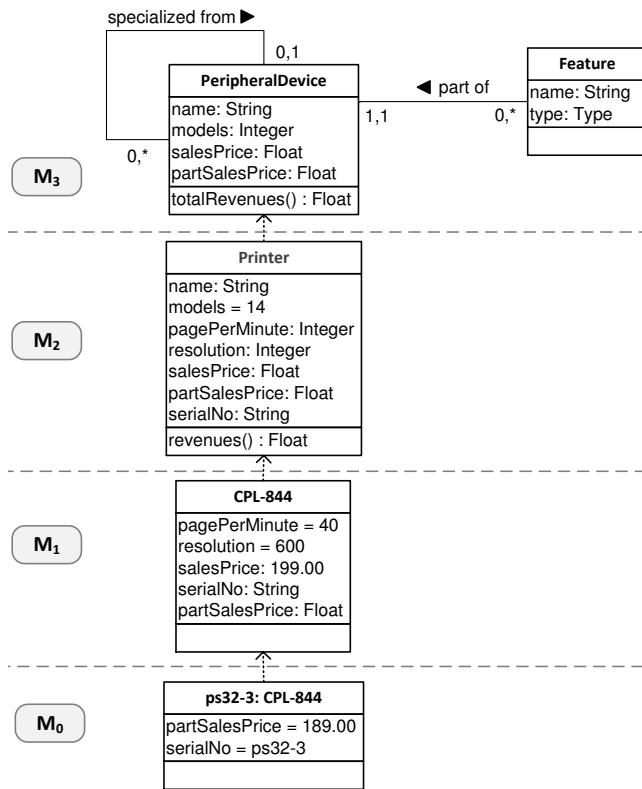 specialized from ▶
0,1
0,*
PeripheralDevice
name: String
models: Integer
salesPrice: Float
partSalesPrice: Float
totalRevenues() : Float
◀ part of
1,1
0,*
Feature
name: String
type: Type
M3
Printer
name: String
models = 14
pagePerMinute: Integer
resolution: Integer
salesPrice: Float
partSalesPrice: Float
serialNo: String
revenues() : Float
M2
CPL-844
pagePerMinute = 40
resolution = 600
salesPrice: 199.00
serialNo: String
partSalesPrice: Float
M1
ps32-3: CPL-844
partSalesPrice = 189.00
serialNo = ps32-3
M0